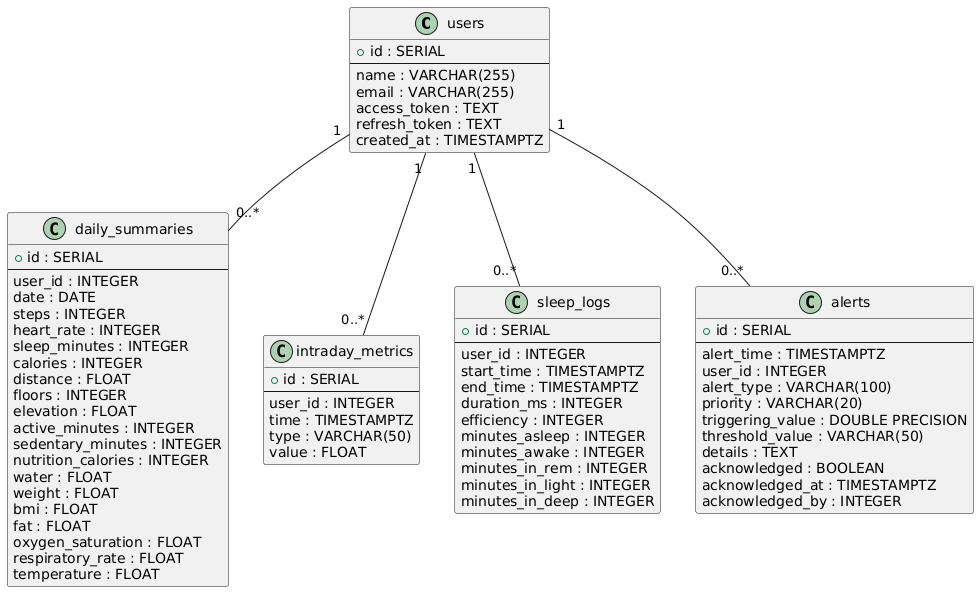 C users
id : SERIAL
name : VARCHAR(255)
email : VARCHAR(255)
access_token : TEXT
refresh_token : TEXT
created_at : TIMESTAMPTZ
1
1
1
1
0..*
0..*
0..*
0..*
C daily_summaries
id : SERIAL
user_id : INTEGER
date : DATE
steps : INTEGER
heart_rate : INTEGER
sleep_minutes : INTEGER
calories : INTEGER
distance : FLOAT
floors : INTEGER
elevation : FLOAT
active_minutes : INTEGER
sedentary_minutes : INTEGER
nutrition_calories : INTEGER
water : FLOAT
weight : FLOAT
bmi : FLOAT
fat : FLOAT
oxygen_saturation : FLOAT
respiratory_rate : FLOAT
temperature : FLOAT
C intraday_metrics
id : SERIAL
user_id : INTEGER
time : TIMESTAMPTZ
type : VARCHAR(50)
value : FLOAT
C sleep_logs
id : SERIAL
user_id : INTEGER
start_time : TIMESTAMPTZ
end_time : TIMESTAMPTZ
duration_ms : INTEGER
efficiency : INTEGER
minutes_asleep : INTEGER
minutes_awake : INTEGER
minutes_in_rem : INTEGER
minutes_in_light : INTEGER
minutes_in_deep : INTEGER
C alerts
id : SERIAL
alert_time : TIMESTAMPTZ
user_id : INTEGER
alert_type : VARCHAR(100)
priority : VARCHAR(20)
triggering_value : DOUBLE PRECISION
threshold_value : VARCHAR(50)
details : TEXT
acknowledged : BOOLEAN
acknowledged_at : TIMESTAMPTZ
acknowledged_by : INTEGER